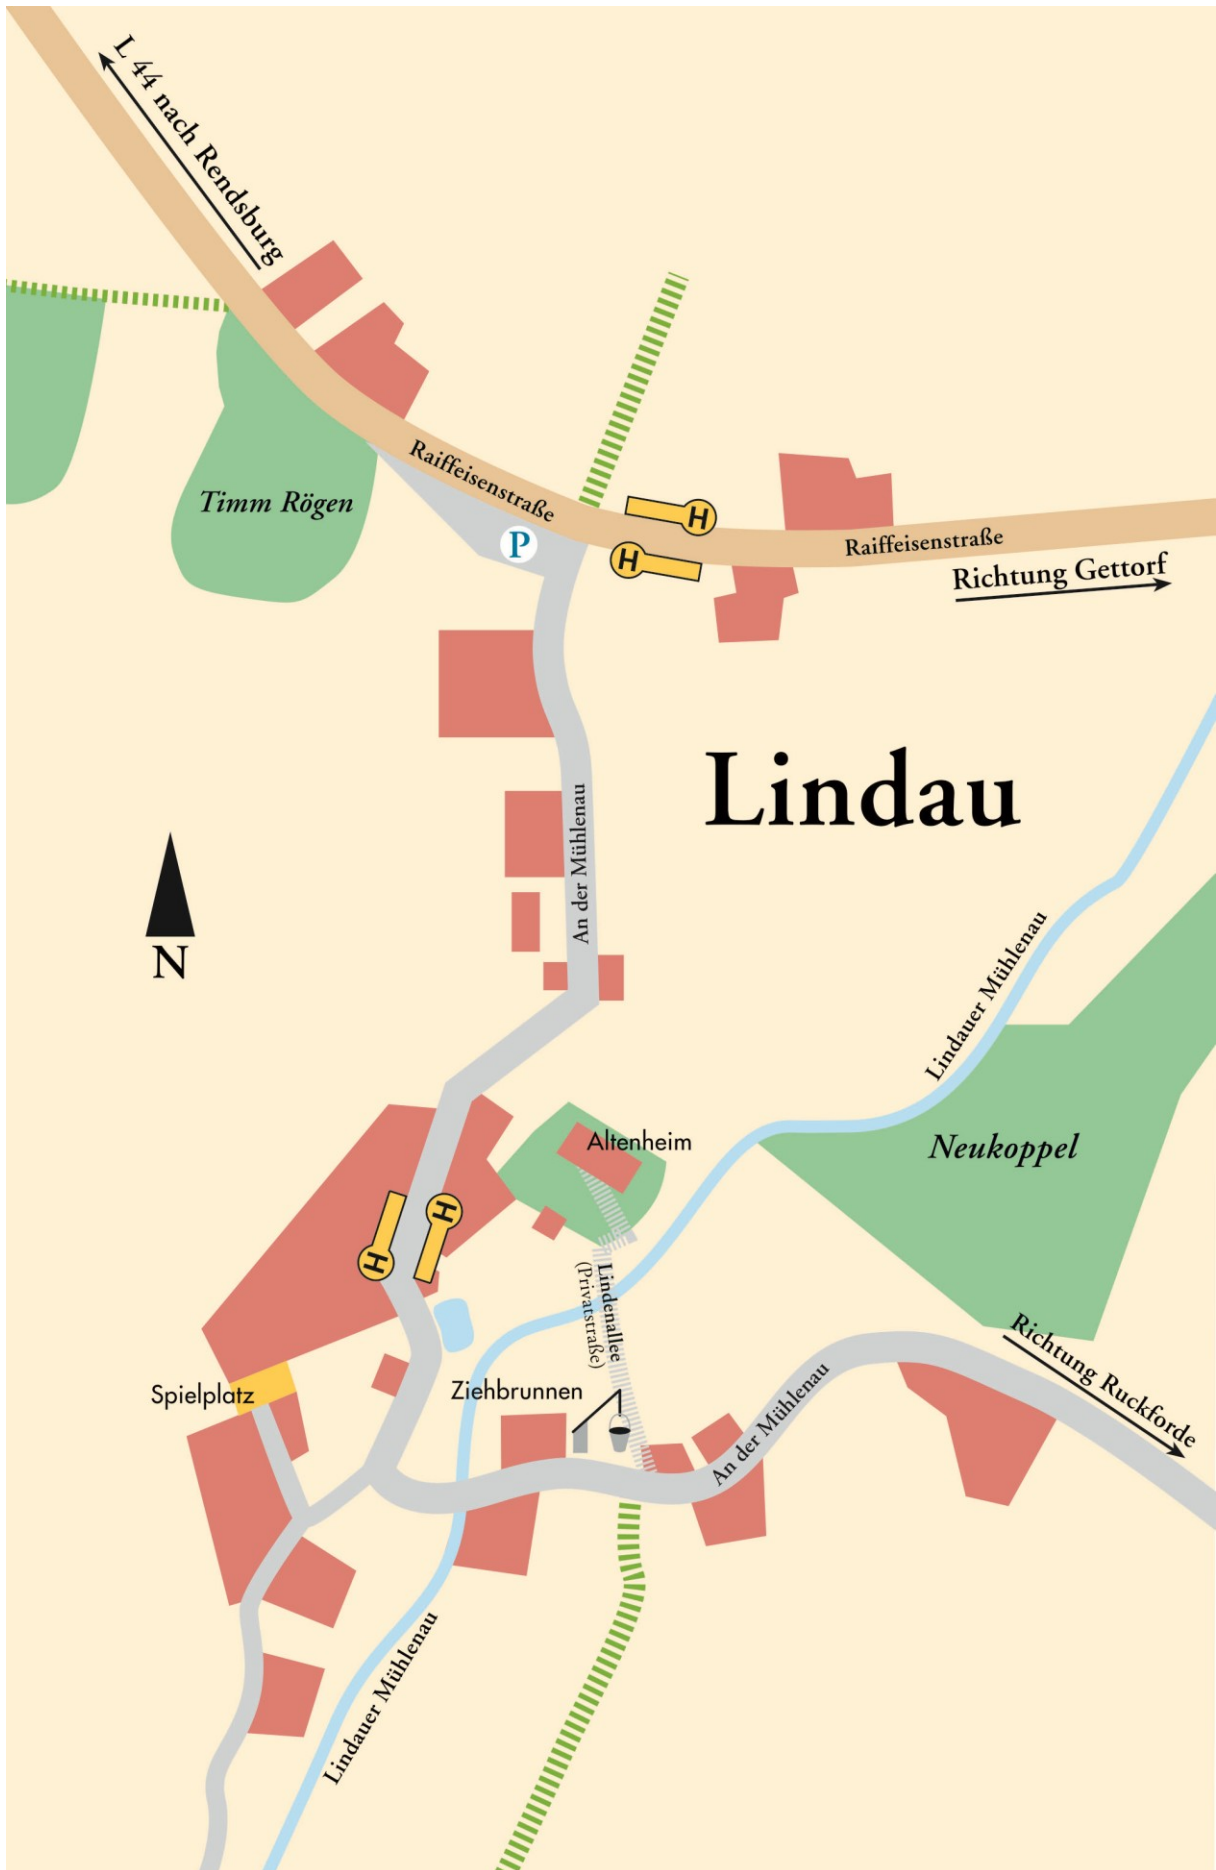 L 44 nach Rendsburg
Timm Rögen
Raiffeisenstraße
P
H
H
Raiffeisenstraße
Richtung Gettorf
Lindau
An der Mühlenau
N
Lindauer Mühlenau
Altenheim
Neukoppel
H
H
Lindenallee
(Privatstraße)
Richtung Ruckforde
Spielplatz
Ziehbrunnen
An der Mühlenau
Lindauer Mühlenau